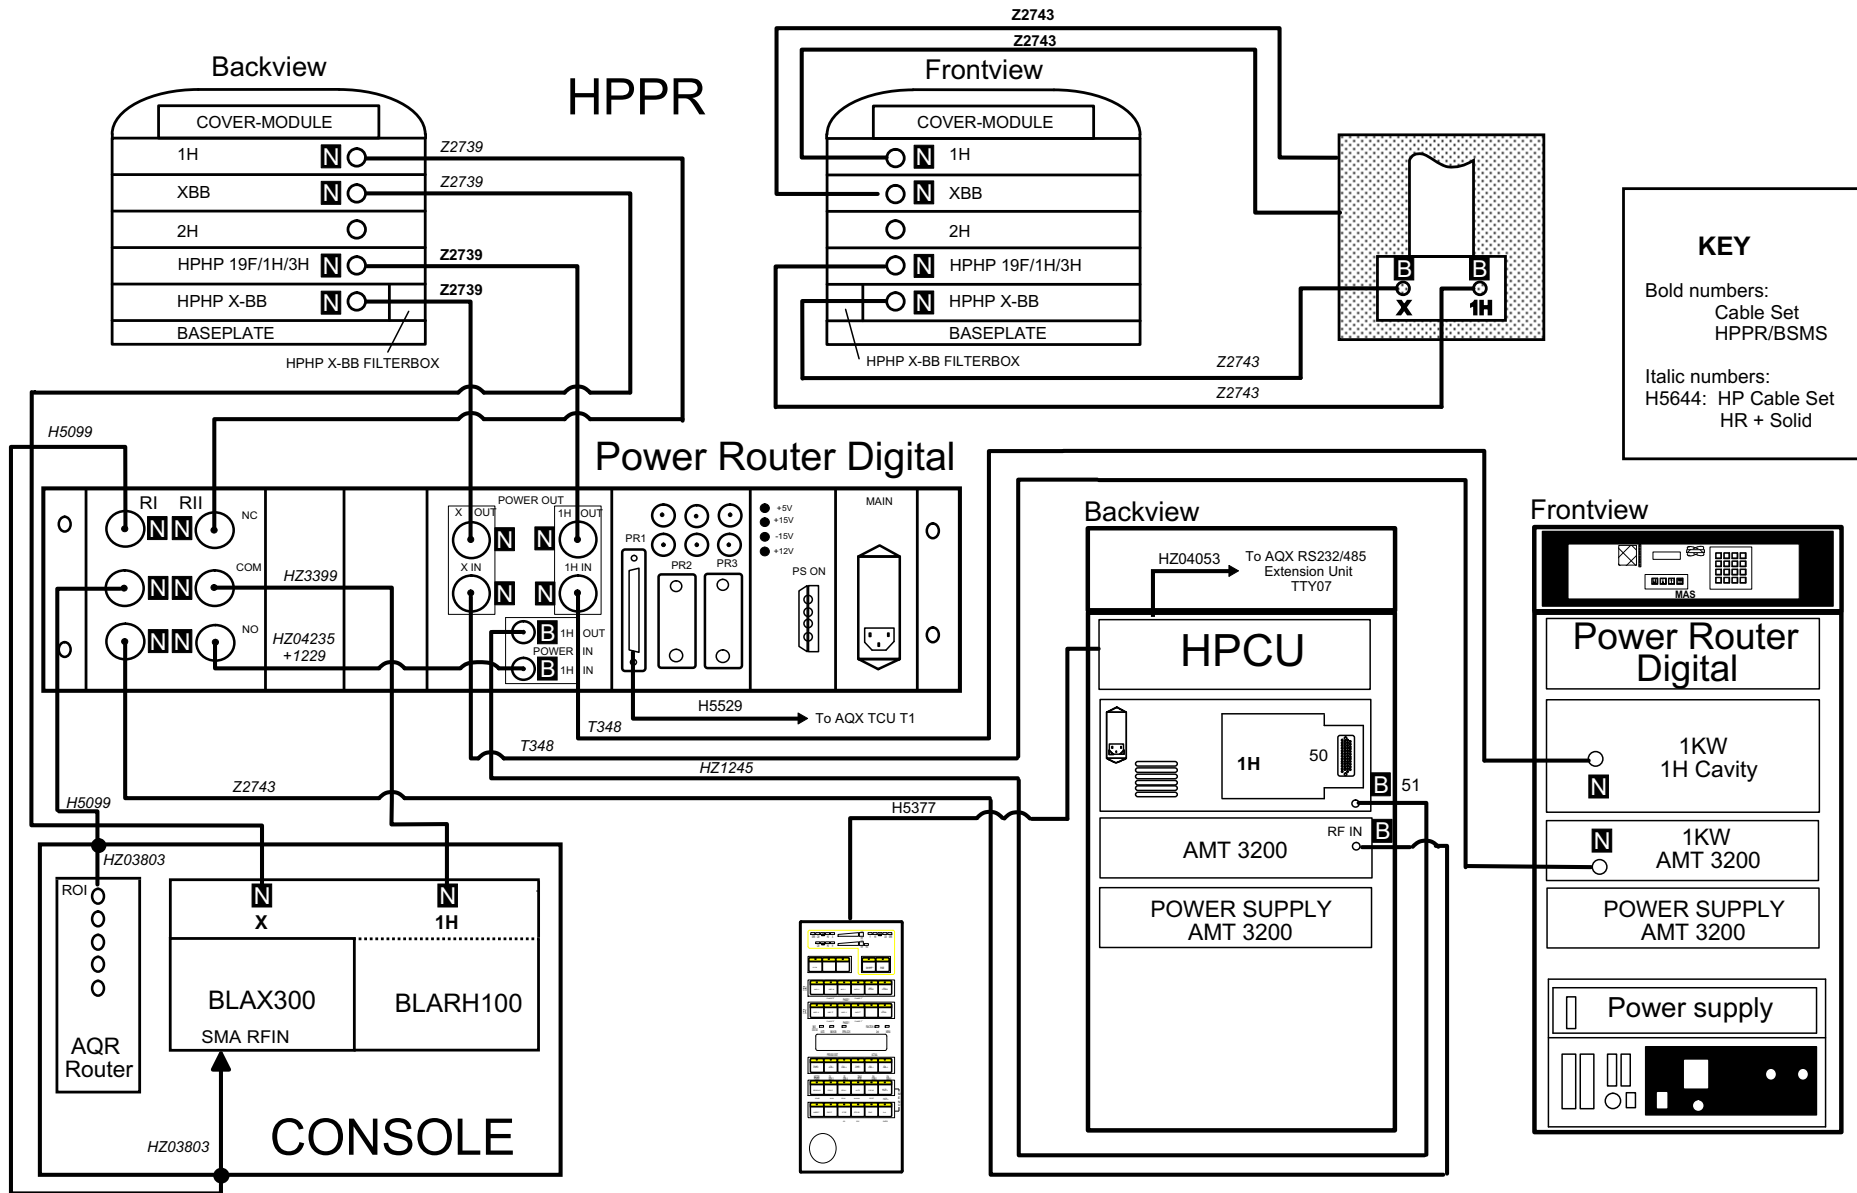 Z2743
Z2743
Backview
HPPR
Frontview
COVER-MODULE
1H N
XBB N
2H
HPHP 19F/1H/3H N
HPHP X-BB N
BASEPLATE
HPHP X-BB FILTERBOX
Z2739
Z2739
Z2739
Z2739
COVER-MODULE
N 1H
N XBB
2H
N HPHP 19F/1H/3H
N HPHP X-BB
BASEPLATE
HPHP X-BB FILTERBOX
Z2743
Z2743
B B
X 1H
KEY
Bold numbers:
Cable Set
HPPR/BSMS
Italic numbers:
H5644: HP Cable Set
HR + Solid
H5099
Power Router Digital
RI RII
N N NC
N N COM
N N NO
HZ3399
HZ04235
+1229
POWER OUT
X OUT
1H OUT
N N
X IN
1H IN
N N
B 1H OUT
POWER IN
B 1H IN
PR1
PR2
PR3
+5V
+15V
-15V
+12V
PS ON
MAIN
H5529
To AQX TCU T1
T348
T348
HZ1245
Z2743
H5099
HZ03803
ROI
AQR
Router
N N
X 1H
BLAX300
BLARH100
SMA RFIN
HZ03803
CONSOLE
H5377
Backview
HZ04053
To AQX RS232/485
Extension Unit
TTY07
HPCU
1H
50
B 51
RF IN B
AMT 3200
POWER SUPPLY
AMT 3200
Frontview
MAS
Power Router
Digital
1KW
1H Cavity
N
N
1KW
AMT 3200
POWER SUPPLY
AMT 3200
Power supply